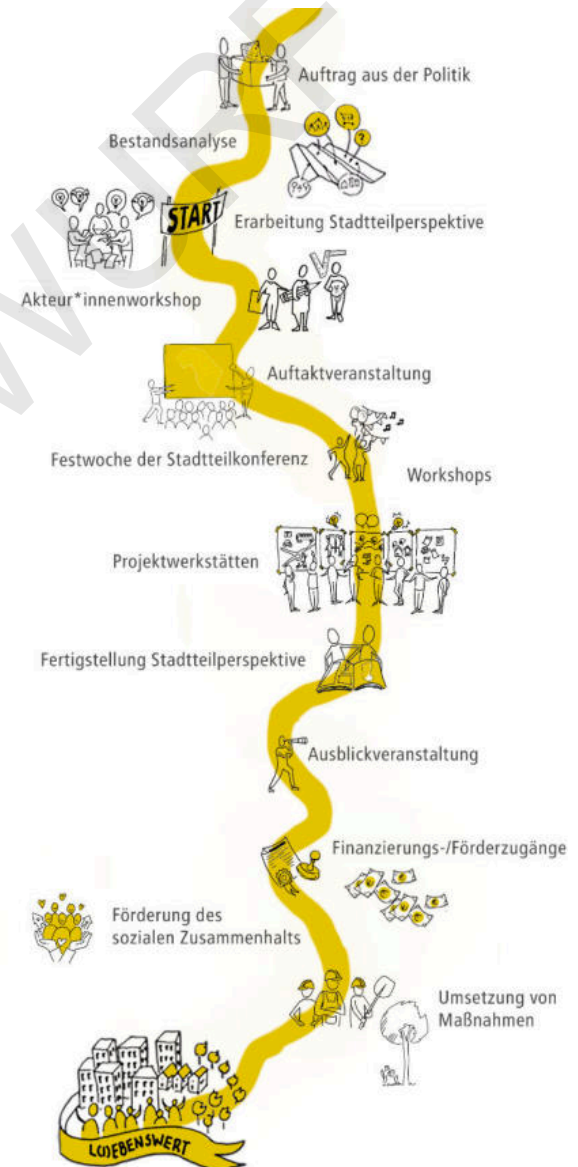 Auftrag aus der Politik
Bestandsanalyse
START
Erarbeitung Stadtteilperspektive
Akteur*innenworkshop
Auftaktveranstaltung
Festwoche der Stadtteilkonferenz
Workshops
Projektwerkstätten
Fertigstellung Stadtteilperspektive
Ausblickveranstaltung
Finanzierungs-/Förderzugänge
Förderung des
sozialen Zusammenhalts
Umsetzung von
Maßnahmen
L(I)EBENSWERT